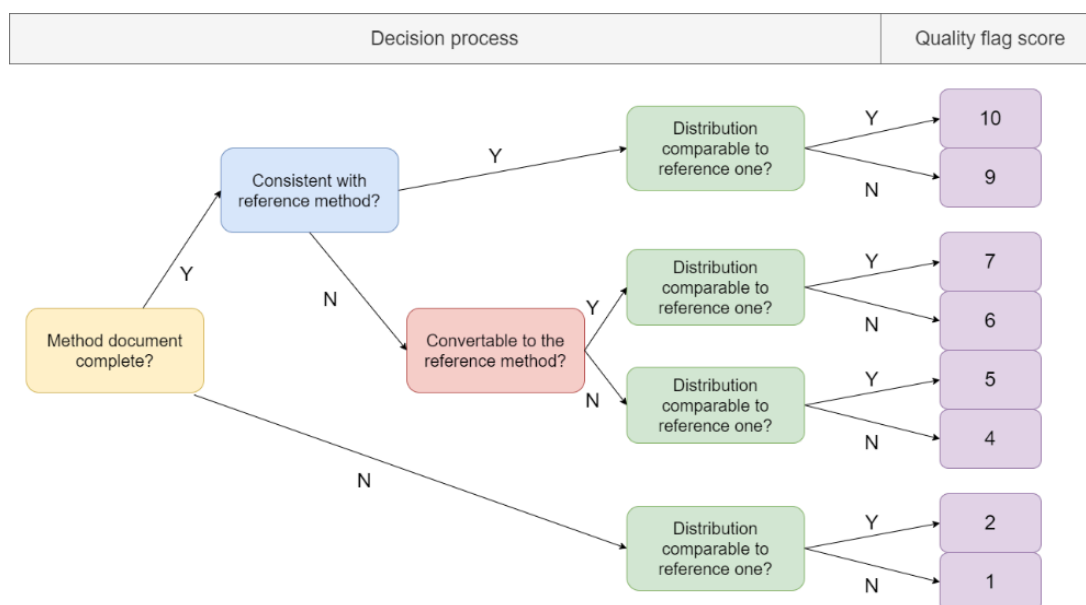 Decision process
Quality flag score
Method document
complete?
Y
N
Consistent with
reference method?
Y
N
Convertable to the
reference method?
Y
N
Distribution
comparable to
reference one?
Y
N
10
9
Distribution
comparable to
reference one?
Y
N
7
6
Distribution
comparable to
reference one?
Y
N
5
4
Distribution
comparable to
reference one?
Y
N
2
1